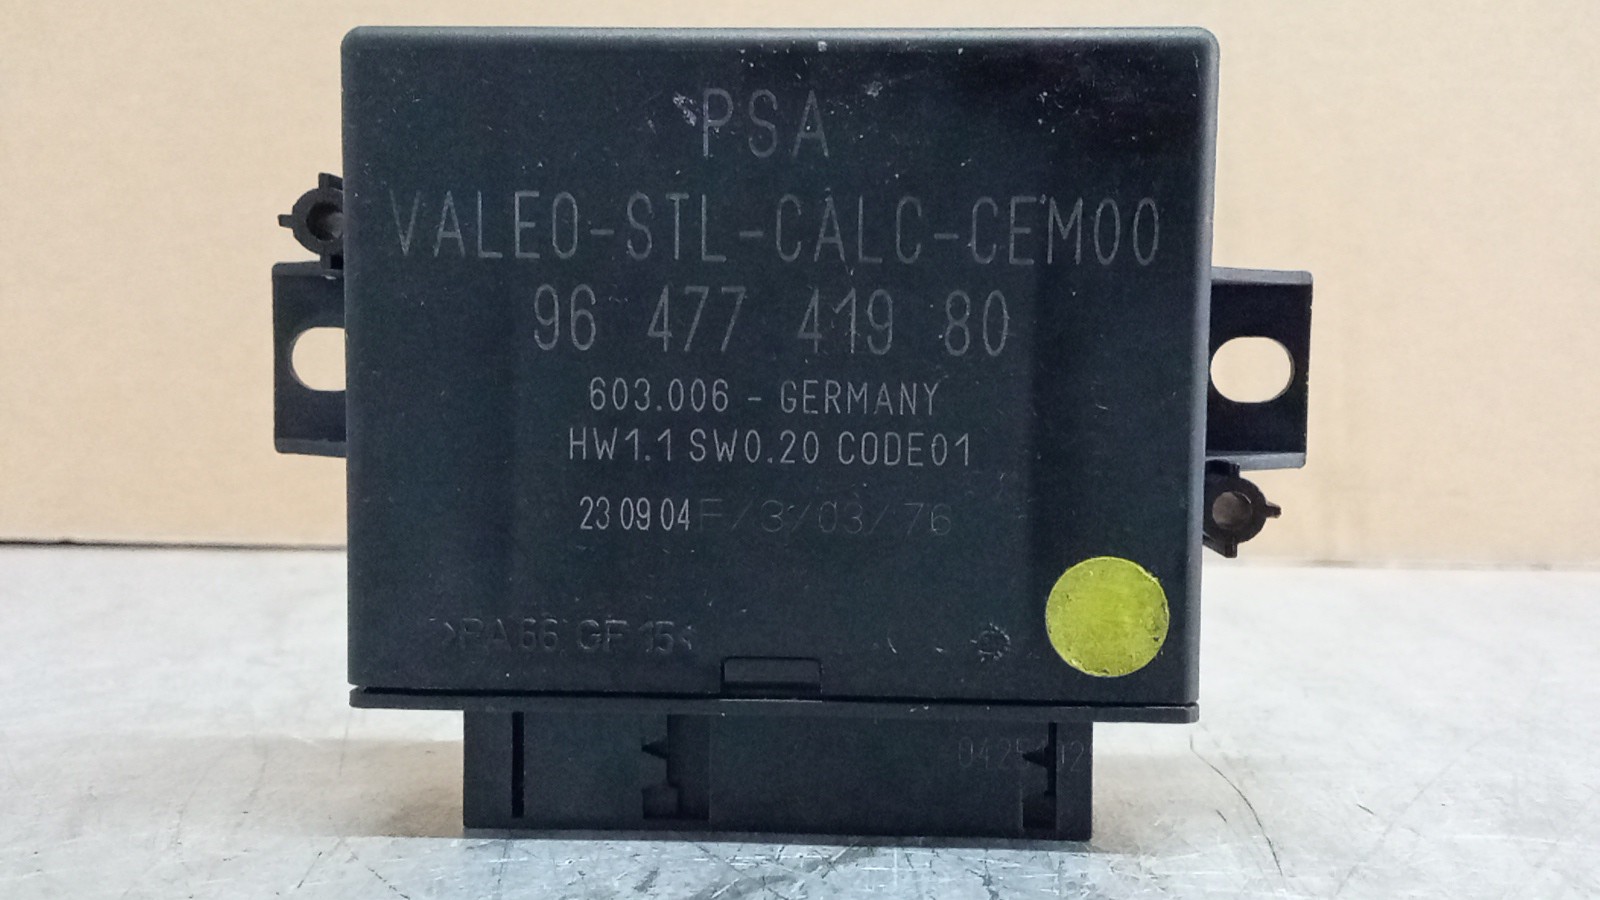 PSA
VALEO-STL-CALC-CEM00
96 477 419 80
603.006 - GERMANY
HW1.1 SW0.20 CODE01
23 09 04 F/3/03/76
>PA66 GF 15<